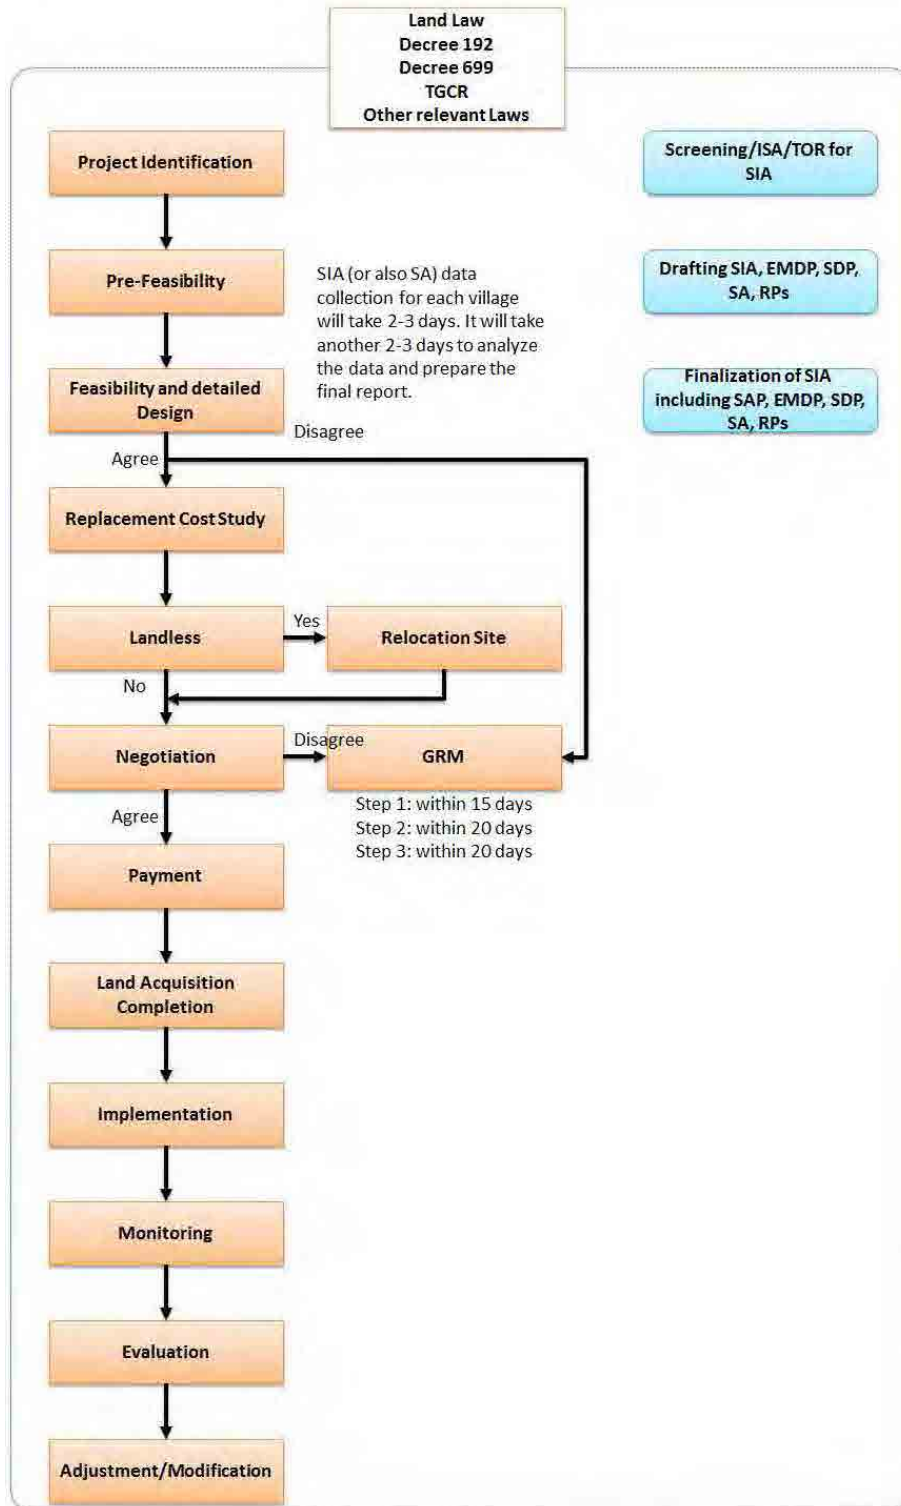 Land Law
Decree 192
Decree 699
TGCR
Other relevant Laws
Project Identification
Screening/ISA/TOR for
SIA
Pre-Feasibility
SIA (or also SA) data
collection for each village
will take 2-3 days. It will take
another 2-3 days to analyze
the data and prepare the
final report.
Drafting SIA, EMDP, SDP,
SA, RPs
Feasibility and detailed
Design
Finalization of SIA
including SAP, EMDP, SDP,
SA, RPs
Disagree
Agree
Replacement Cost Study
Landless
Yes
Relocation Site
No
Negotiation
Disagree
GRM
Step 1: within 15 days
Step 2: within 20 days
Step 3: within 20 days
Agree
Payment
Land Acquisition
Completion
Implementation
Monitoring
Evaluation
Adjustment/Modification